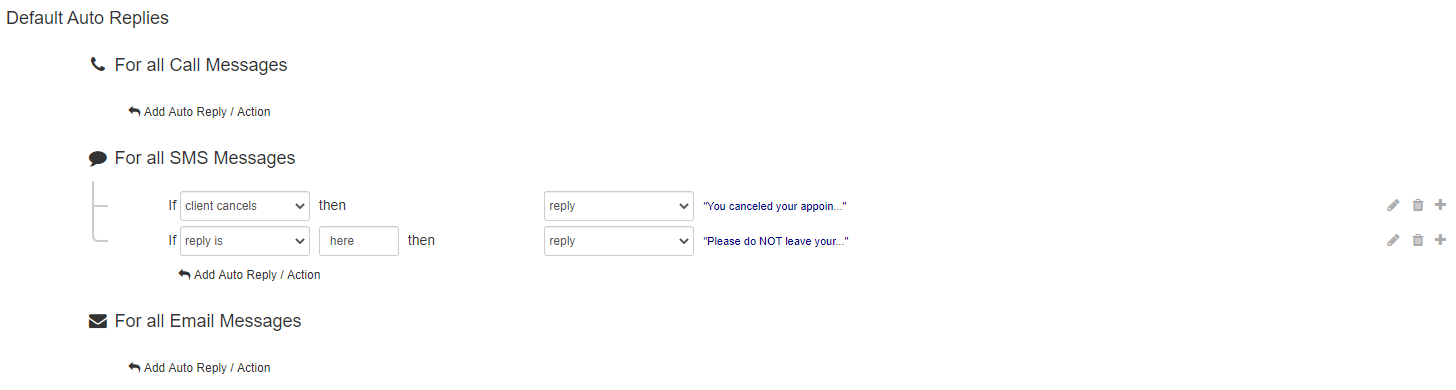 Default Auto Replies
For all Call Messages
Add Auto Reply / Action
For all SMS Messages
If client cancels then reply "You canceled your appoin..."
If reply is here then reply "Please do NOT leave your..."
Add Auto Reply / Action
For all Email Messages
Add Auto Reply / Action